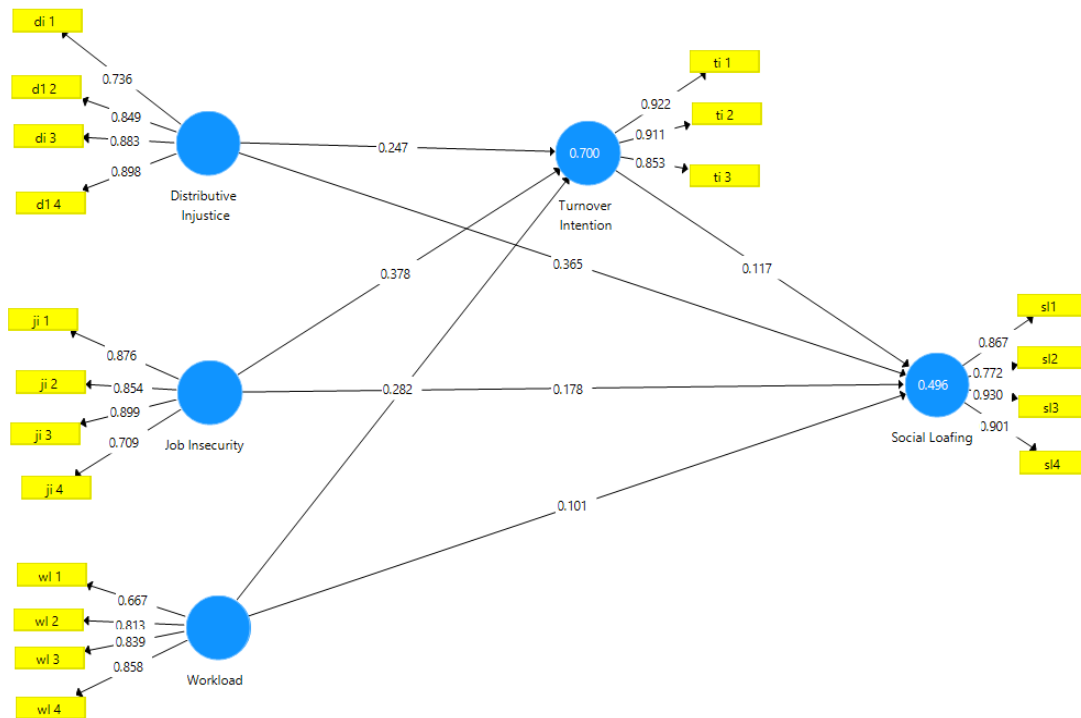 di 1
0.736
d1 2
0.849
di 3
0.883
d1 4
0.898
Distributive
Injustice
0.247
0.365
ti 1
0.922
ti 2
0.911
ti 3
0.853
0.700
Turnover
Intention
0.117
0.378
ji 1
0.876
ji 2
0.854
ji 3
0.899
ji 4
0.709
Job Insecurity
0.282
0.178
sl1
0.867
sl2
0.772
sl3
0.930
sl4
0.901
0.496
Social Loafing
0.101
wl 1
0.667
wl 2
0.813
wl 3
0.839
wl 4
0.858
Workload